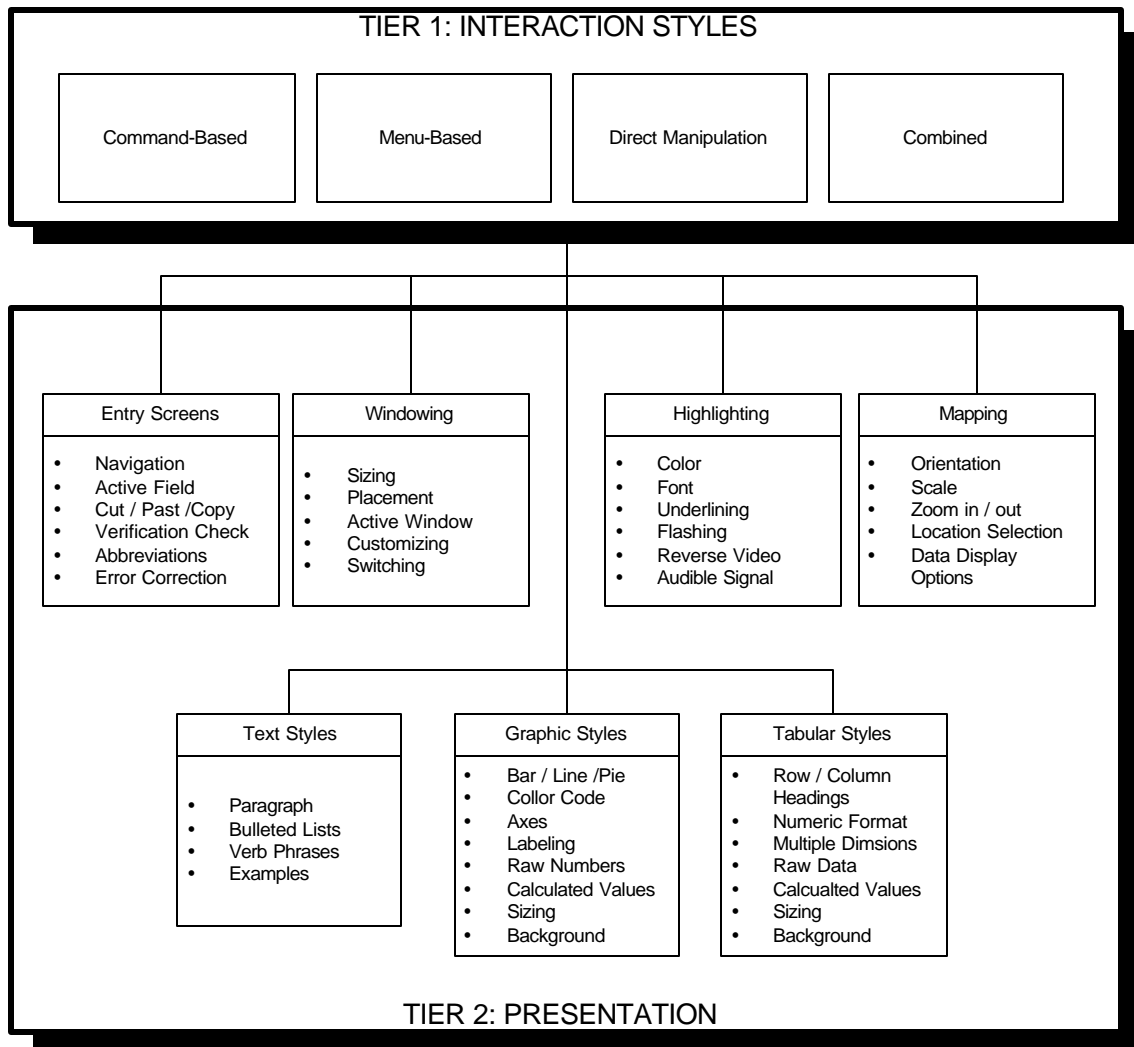 TIER 1: INTERACTION STYLES
Command-Based
Menu-Based
Direct Manipulation
Combined
Entry Screens
• Navigation
• Active Field
• Cut / Past /Copy
• Verification Check
• Abbreviations
• Error Correction
Windowing
• Sizing
• Placement
• Active Window
• Customizing
• Switching
Highlighting
• Color
• Font
• Underlining
• Flashing
• Reverse Video
• Audible Signal
Mapping
• Orientation
• Scale
• Zoom in / out
• Location Selection
• Data Display
Options
Text Styles
• Paragraph
• Bulleted Lists
• Verb Phrases
• Examples
Graphic Styles
• Bar / Line /Pie
• Collor Code
• Axes
• Labeling
• Raw Numbers
• Calculated Values
• Sizing
• Background
Tabular Styles
• Row / Column
Headings
• Numeric Format
• Multiple Dimsions
• Raw Data
• Calcualted Values
• Sizing
• Background
TIER 2: PRESENTATION